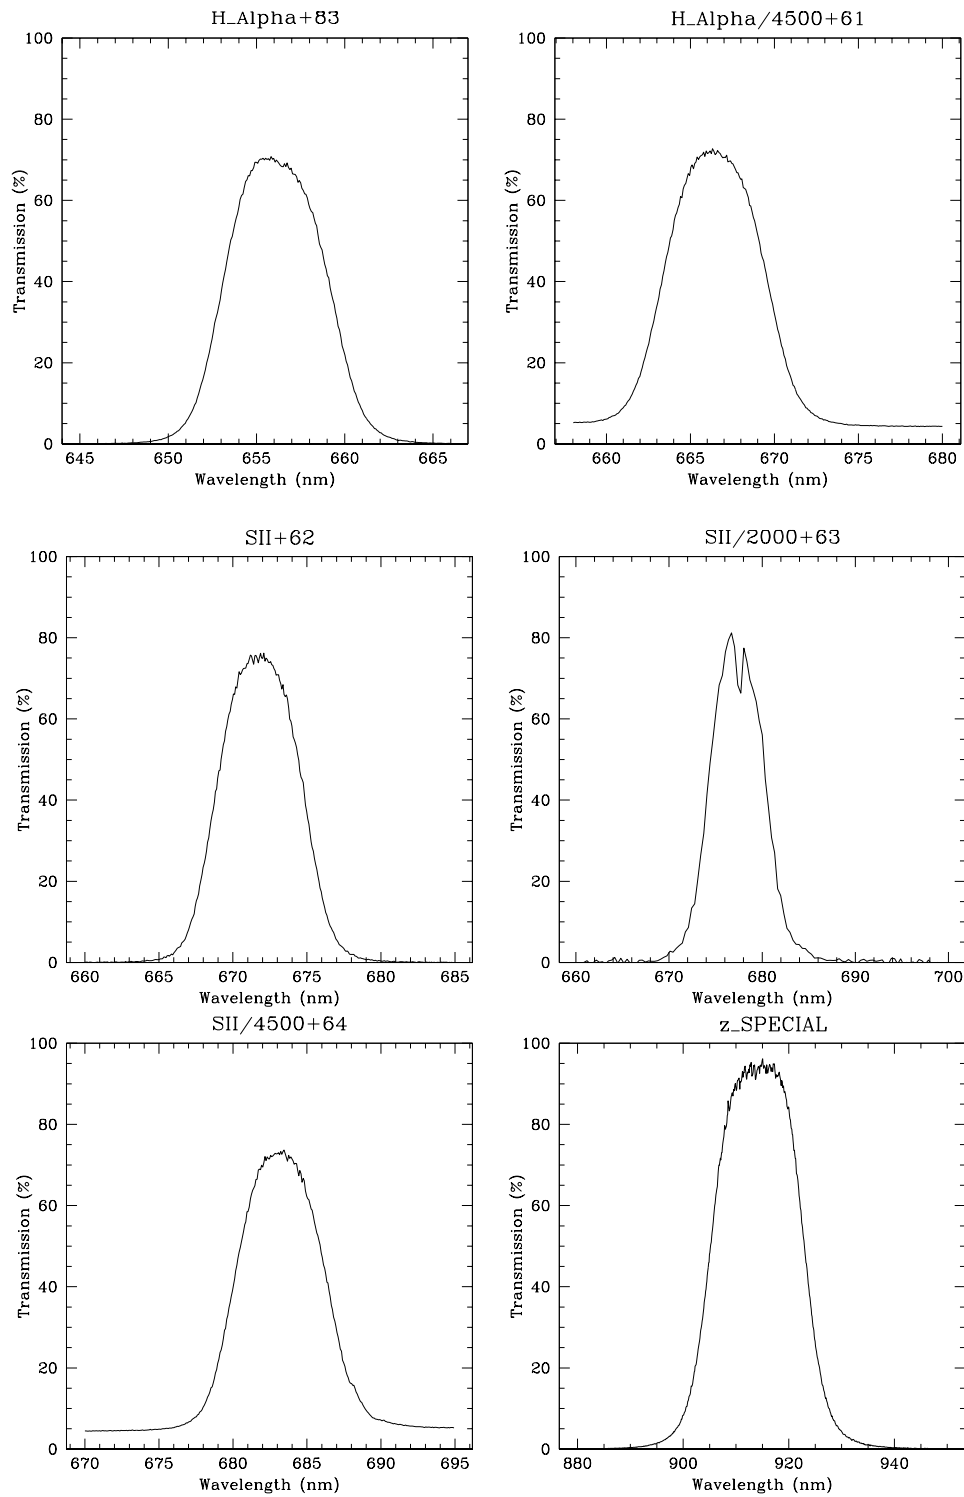 H_Alpha+83
100
80
60
40
20
0
Transmission (%)
645 650 655 660 665
Wavelength (nm)
H_Alpha/4500+61
100
80
60
40
20
0
Transmission (%)
660 665 670 675 680
Wavelength (nm)
SII+62
100
80
60
40
20
0
Transmission (%)
660 665 670 675 680 685
Wavelength (nm)
SII/2000+63
100
80
60
40
20
0
Transmission (%)
660 670 680 690 700
Wavelength (nm)
SII/4500+64
100
80
60
40
20
0
Transmission (%)
670 675 680 685 690 695
Wavelength (nm)
z_SPECIAL
100
80
60
40
20
0
Transmission (%)
880 900 920 940
Wavelength (nm)